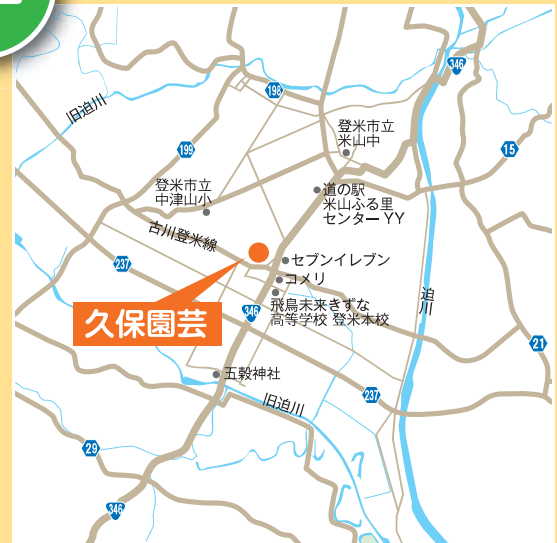 346
198
旧迫川
登米市立
米山中
199
15
登米市立
中津山小
道の駅
米山ふる里
センター YY
古川登米線
セブンイレブン
237
コメリ
迫川
久保園芸
346
飛鳥未来きずな
高等学校 登米本校
21
五穀神社
237
旧迫川
29
346